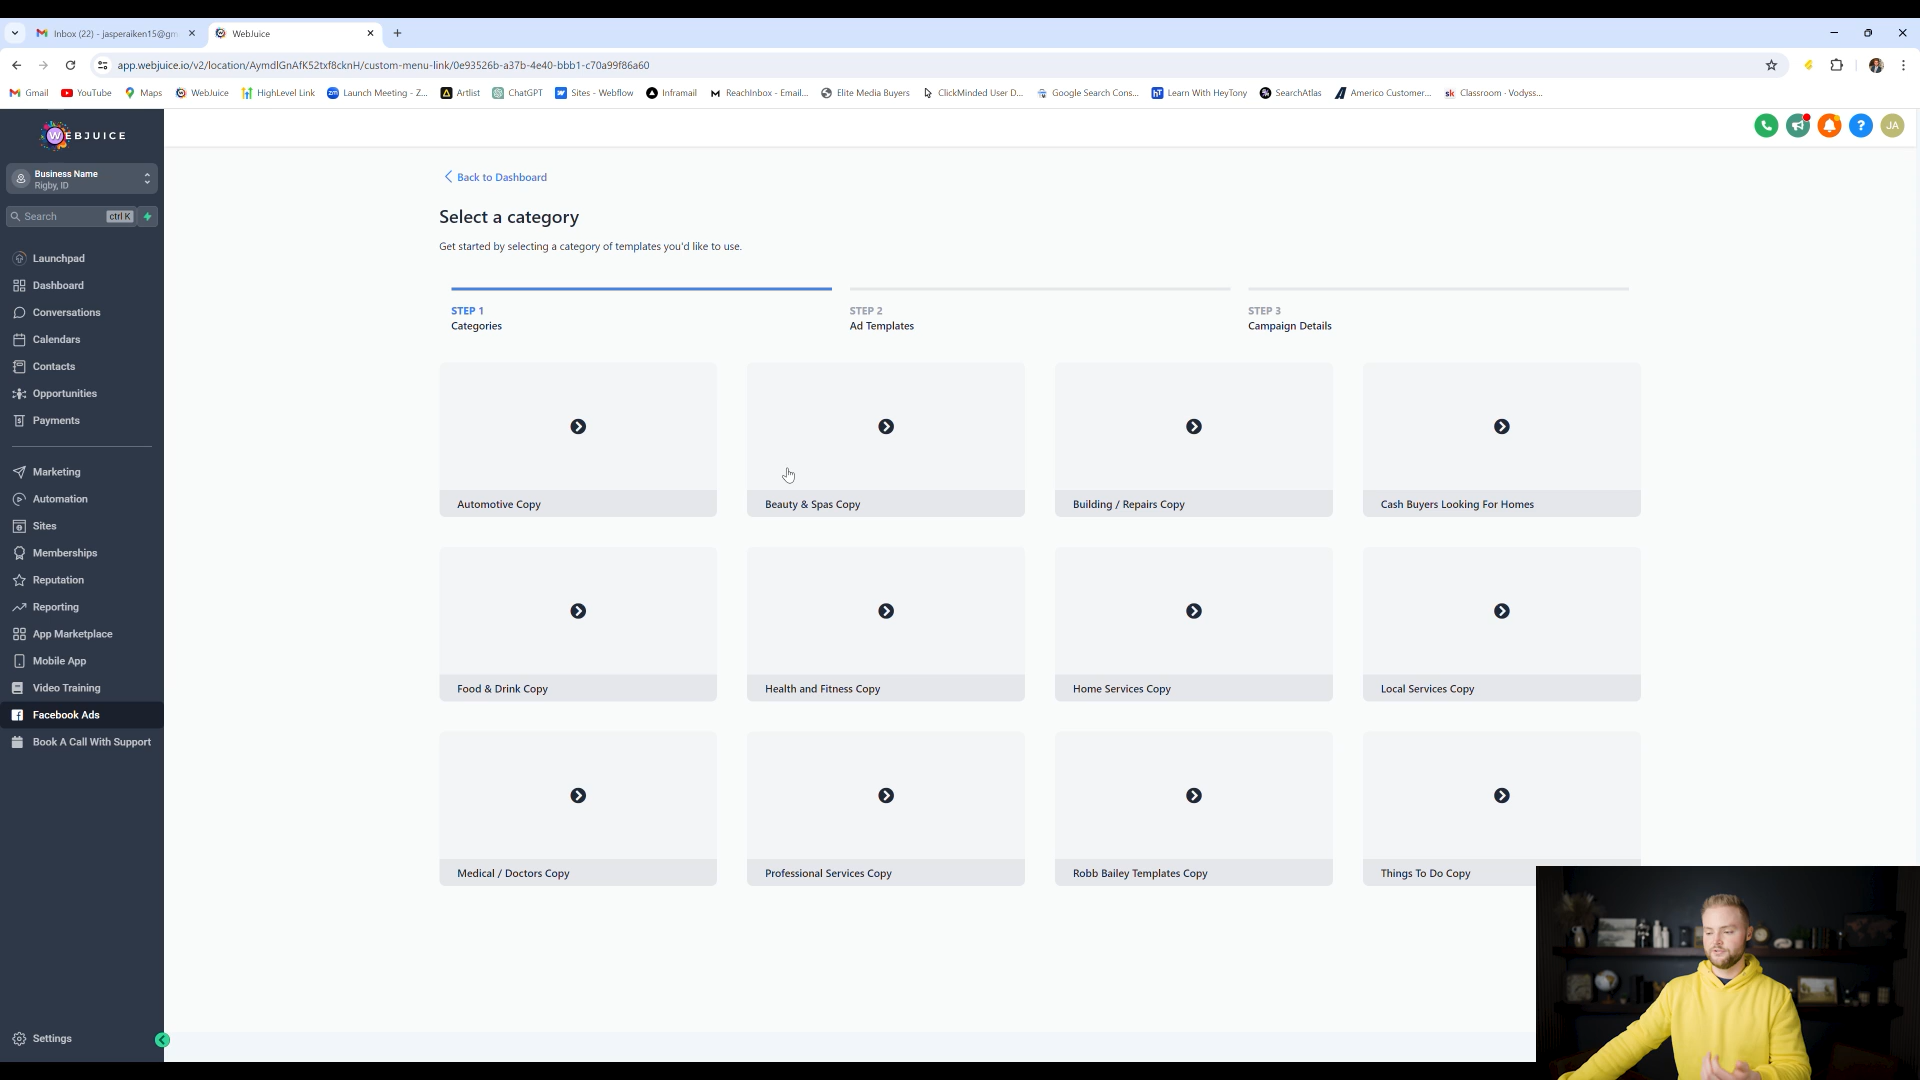 Inbox (22) - jasperaiken15@gm
WebJuice
app.webjuice.io/v2/location/AymdlGnAfK52txf8cknH/custom-menu-link/0e93526b-a37b-4e40-bbb1-c70a99f86a60
Gmail
YouTube
Maps
WebJuice
HighLevel Link
Launch Meeting - Z...
Artlist
ChatGPT
Sites - Webflow
Inframail
ReachInbox - Email...
Elite Media Buyers
ClickMinded User D...
Google Search Cons...
Learn With HeyTony
SearchAtlas
Americo Customer...
Classroom - Vodyss...
WEBJUICE
JA
Business Name
Rigby, ID
Search
ctrl K
Launchpad
Dashboard
Conversations
Calendars
Contacts
Opportunities
Payments
Marketing
Automation
Sites
Memberships
Reputation
Reporting
App Marketplace
Mobile App
Video Training
Facebook Ads
Book A Call With Support
Settings
Back to Dashboard
Select a category
Get started by selecting a category of templates you'd like to use.
STEP 1
Categories
STEP 2
Ad Templates
STEP 3
Campaign Details
Automotive Copy
Beauty & Spas Copy
Building / Repairs Copy
Cash Buyers Looking For Homes
Food & Drink Copy
Health and Fitness Copy
Home Services Copy
Local Services Copy
Medical / Doctors Copy
Professional Services Copy
Robb Bailey Templates Copy
Things To Do Copy